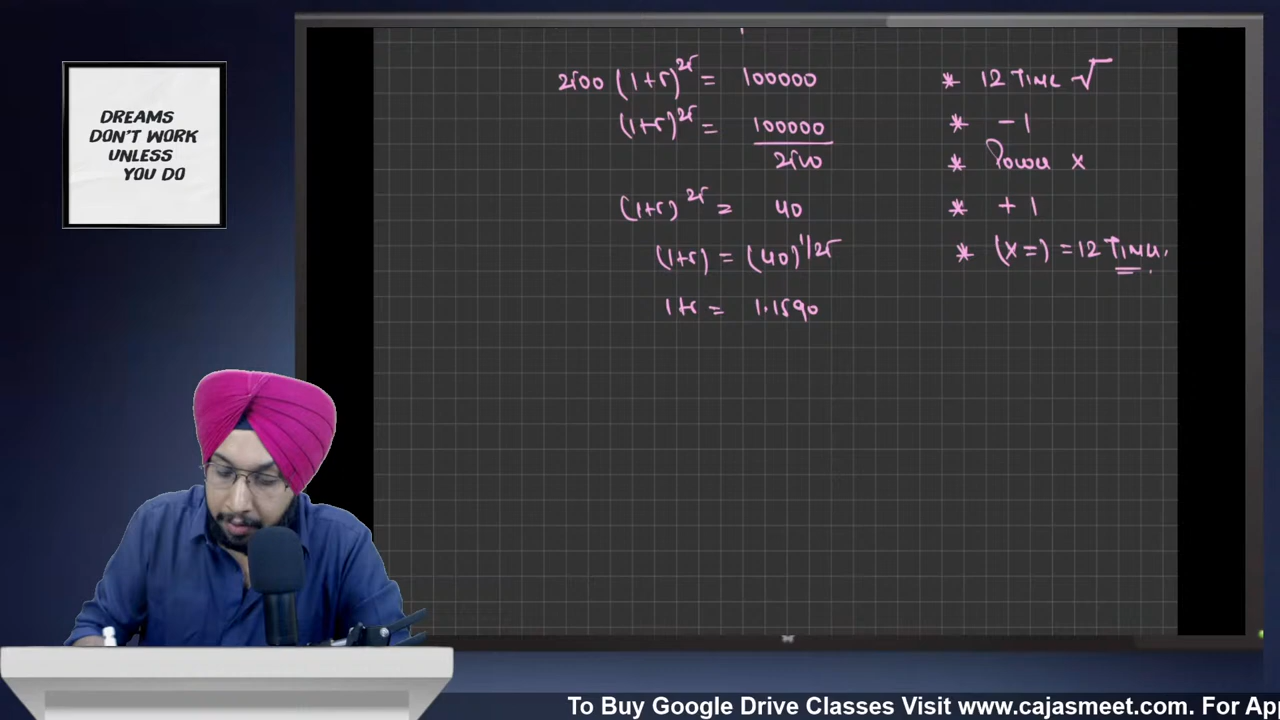 DREAMS
DON'T WORK
UNLESS
YOU DO
2500 (1+r)^25 = 100000
(1+r)^25 = 100000
2500
(1+r)^25 = 40
(1+r) = (40)^1/25
1+r = 1.1590
* 12 TIME √
* -1
* Power x
* +1
* (x=) = 12 TIME.
To Buy Google Drive Classes Visit www.cajasmeet.com. For Ap